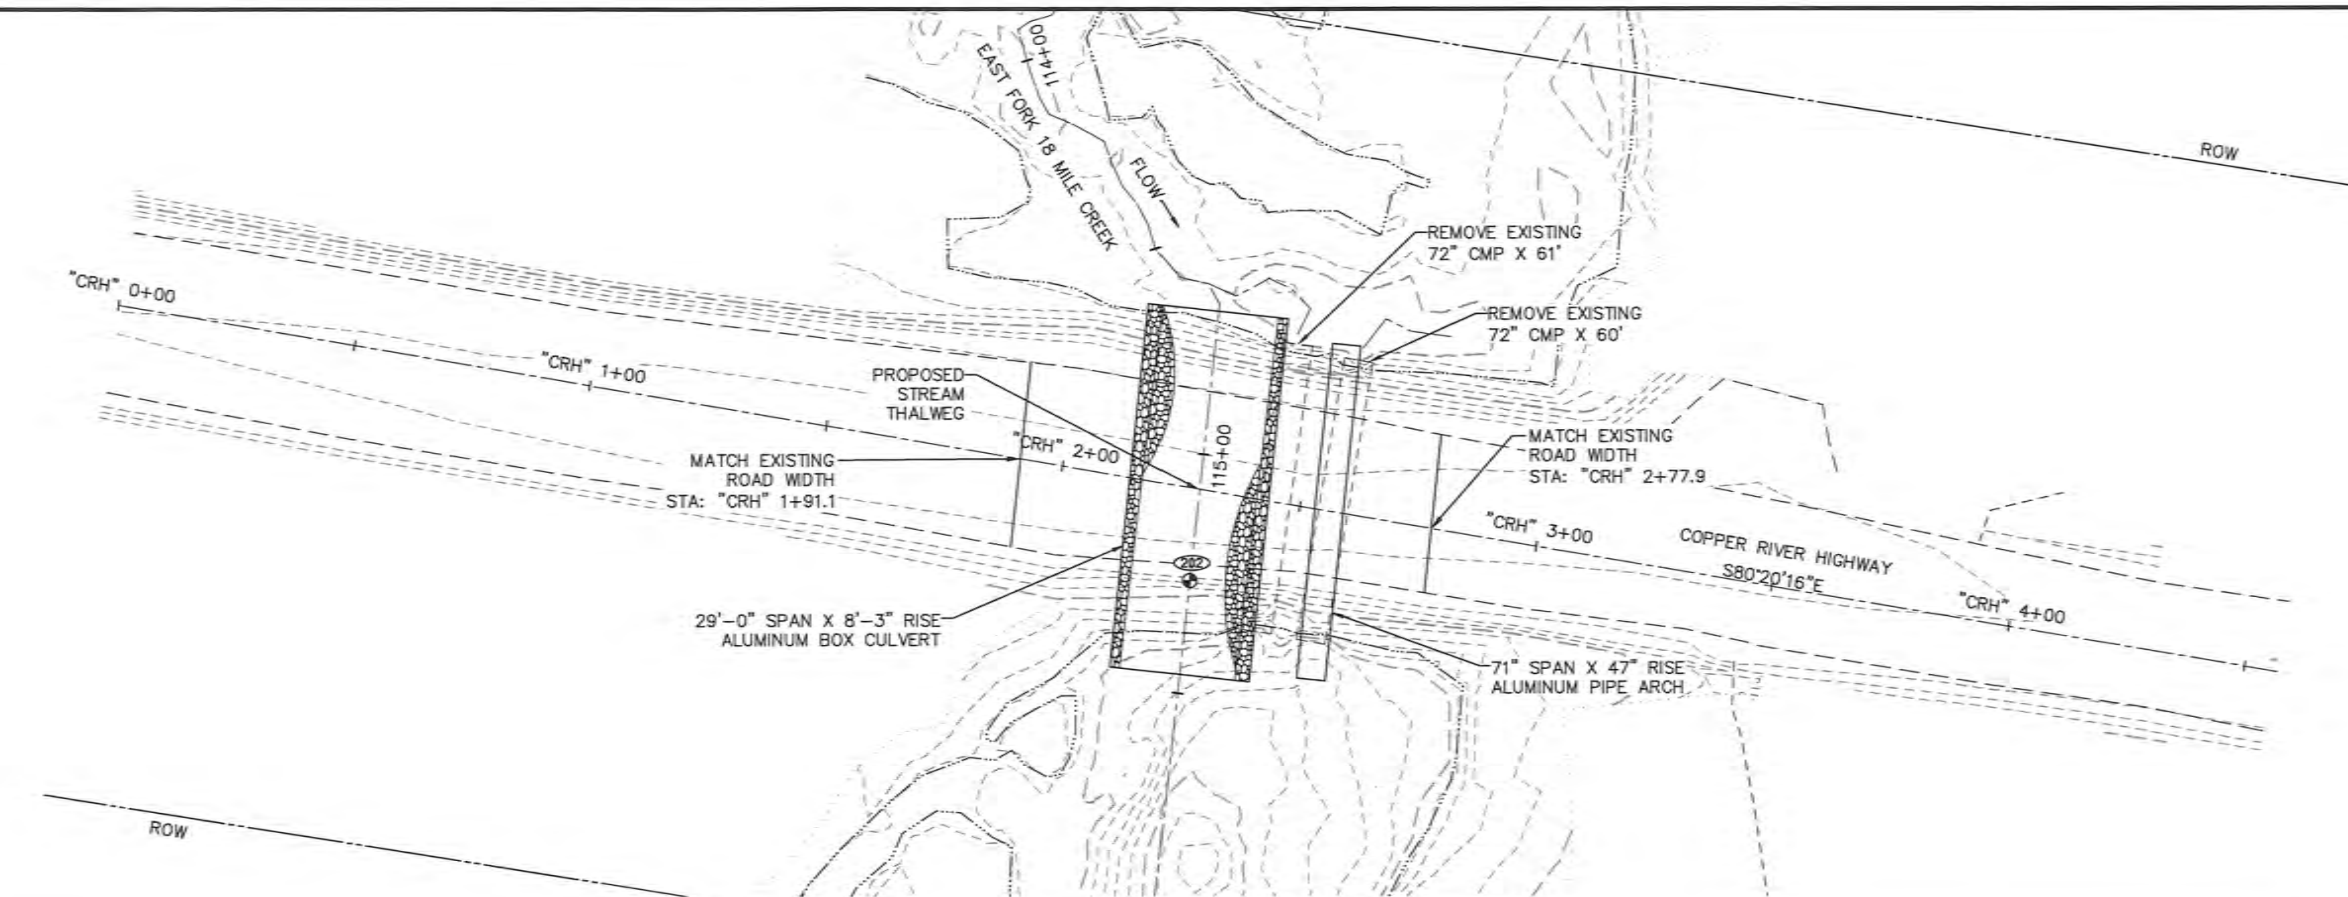 114+00
EAST FORK 18 MILE CREEK
FLOW
ROW
REMOVE EXISTING
72" CMP X 61'
REMOVE EXISTING
72" CMP X 60'
"CRH" 0+00
"CRH" 1+00
PROPOSED
STREAM
THALWEG
"CRH" 2+00
115+00
MATCH EXISTING
ROAD WIDTH
STA: "CRH" 1+91.1
MATCH EXISTING
ROAD WIDTH
STA: "CRH" 2+77.9
"CRH" 3+00
COPPER RIVER HIGHWAY
S80°20'16"E
"CRH" 4+00
202
29'-0" SPAN X 8'-3" RISE
ALUMINUM BOX CULVERT
71" SPAN X 47" RISE
ALUMINUM PIPE ARCH
ROW